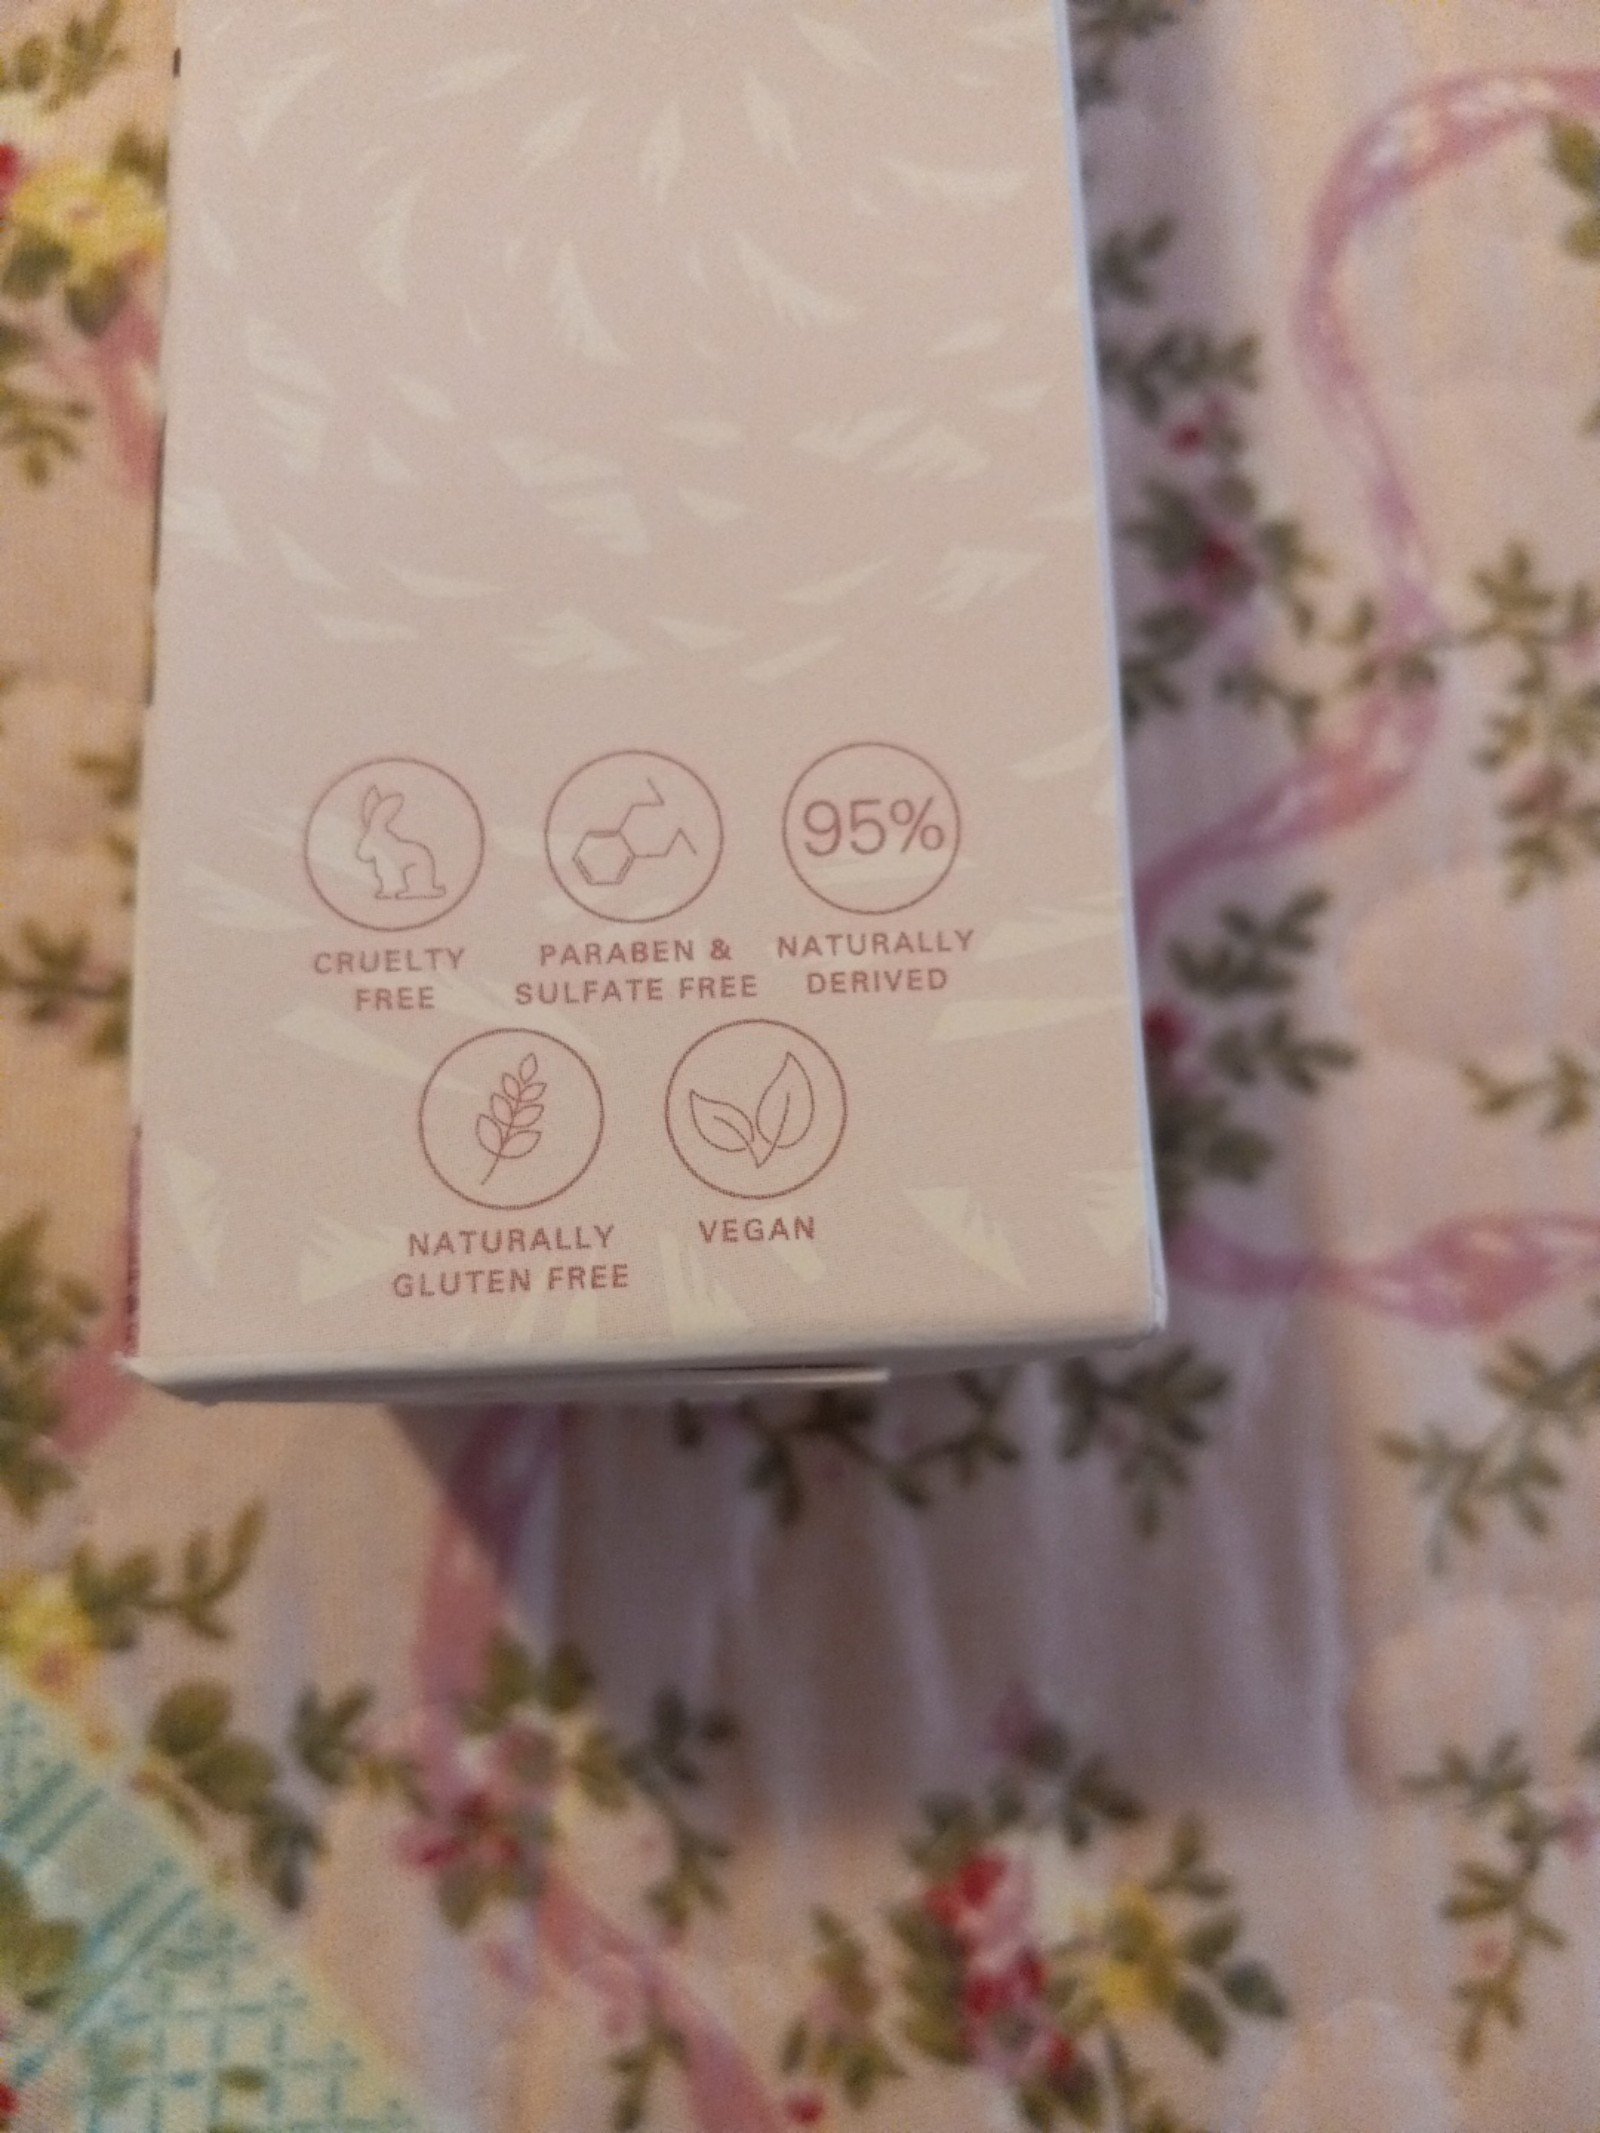 95%
CRUELTY
FREE
PARABEN &
SULFATE FREE
NATURALLY
DERIVED
NATURALLY
GLUTEN FREE
VEGAN